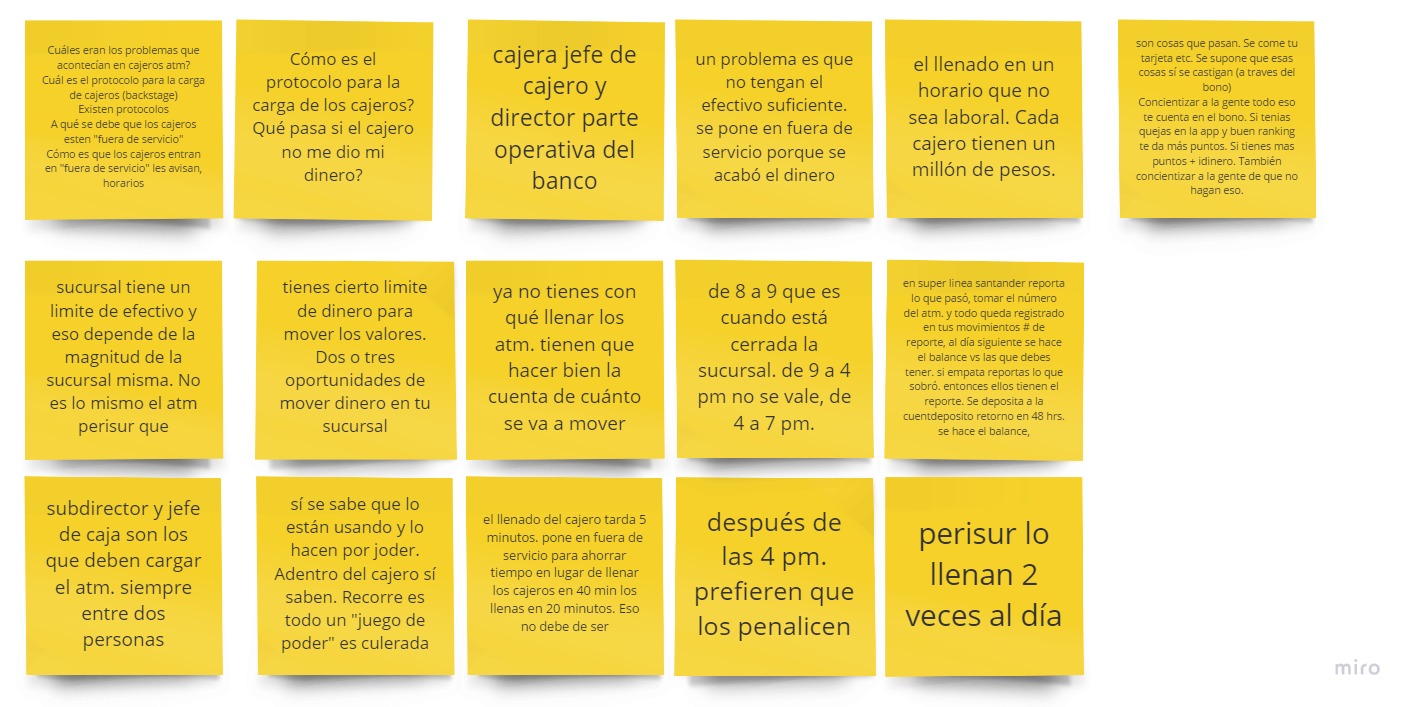 Cuáles eran los problemas que
acontecían en cajeros atm?
Cuál es el protocolo para la carga
de cajeros (backstage)
Existen protocolos
A qué se debe que los cajeros
esten "fuera de servicio"
Cómo es que los cajeros entran
en "fuera de servicio" les avisan,
horarios
Cómo es el
protocolo para la
carga de los cajeros?
Qué pasa si el cajero
no me dio mi
dinero?
cajera jefe de
cajero y
director parte
operativa del
banco
un problema es que
no tengan el
efectivo suficiente.
se pone en fuera de
servicio porque se
acabó el dinero
el llenado en un
horario que no
sea laboral. Cada
cajero tienen un
millón de pesos.
son cosas que pasan. Se come tu
tarjeta etc. Se supone que esas
cosas sí se castigan (a traves del
bono)
Concientizar a la gente todo eso
te cuenta en el bono. Si tenias
quejas en la app y buen ranking
te da más puntos. Si tienes mas
puntos + idinero. También
concientizar a la gente de que no
hagan eso.
sucursal tiene un
limite de efectivo y
eso depende de la
magnitud de la
sucursal misma. No
es lo mismo el atm
perisur que
tienes cierto limite
de dinero para
mover los valores.
Dos o tres
oportunidades de
mover dinero en tu
sucursal
ya no tienes con
qué llenar los
atm. tienen que
hacer bien la
cuenta de cuánto
se va a mover
de 8 a 9 que es
cuando está
cerrada la
sucursal. de 9 a 4
pm no se vale, de
4 a 7 pm.
en super linea santander reporta
lo que pasó, tomar el número
del atm. y todo queda registrado
en tus movimientos # de
reporte, al día siguiente se hace
el balance vs las que debes
tener. si empata reportas lo que
sobró. entonces ellos tienen el
reporte. Se deposita a la
cuentdeposito retorno en 48 hrs.
se hace el balance,
subdirector y jefe
de caja son los
que deben cargar
el atm. siempre
entre dos
personas
sí se sabe que lo
están usando y lo
hacen por joder.
Adentro del cajero sí
saben. Recorre es
todo un "juego de
poder" es culerada
el llenado del cajero tarda 5
minutos. pone en fuera de
servicio para ahorrar
tiempo en lugar de llenar
los cajeros en 40 min los
llenas en 20 minutos. Eso
no debe de ser
después de
las 4 pm.
prefieren que
los penalicen
perisur lo
llenan 2
veces al día
miro